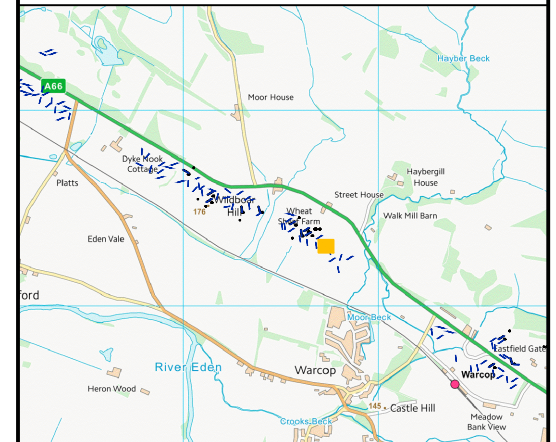 Hayber Beck
A66
Moor House
Dyke Nook
Cottage
Haybergill
House
Platts
Street House
176
Wildboar
Hill
Wheat
Farm
Walk Mill Barn
Eden Vale
ford
Moor Beck
Eastfield Gate
River Eden
Warcop
Warcop
Heron Wood
145
Castle Hill
Crooks Beck
Meadow
Bank View